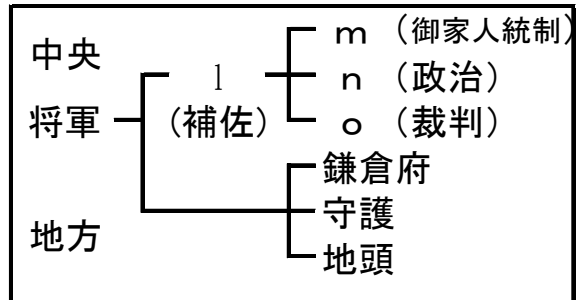 中央
将軍
地方
l
(補佐)
m (御家人統制)
n (政治)
o (裁判)
鎌倉府
守護
地頭